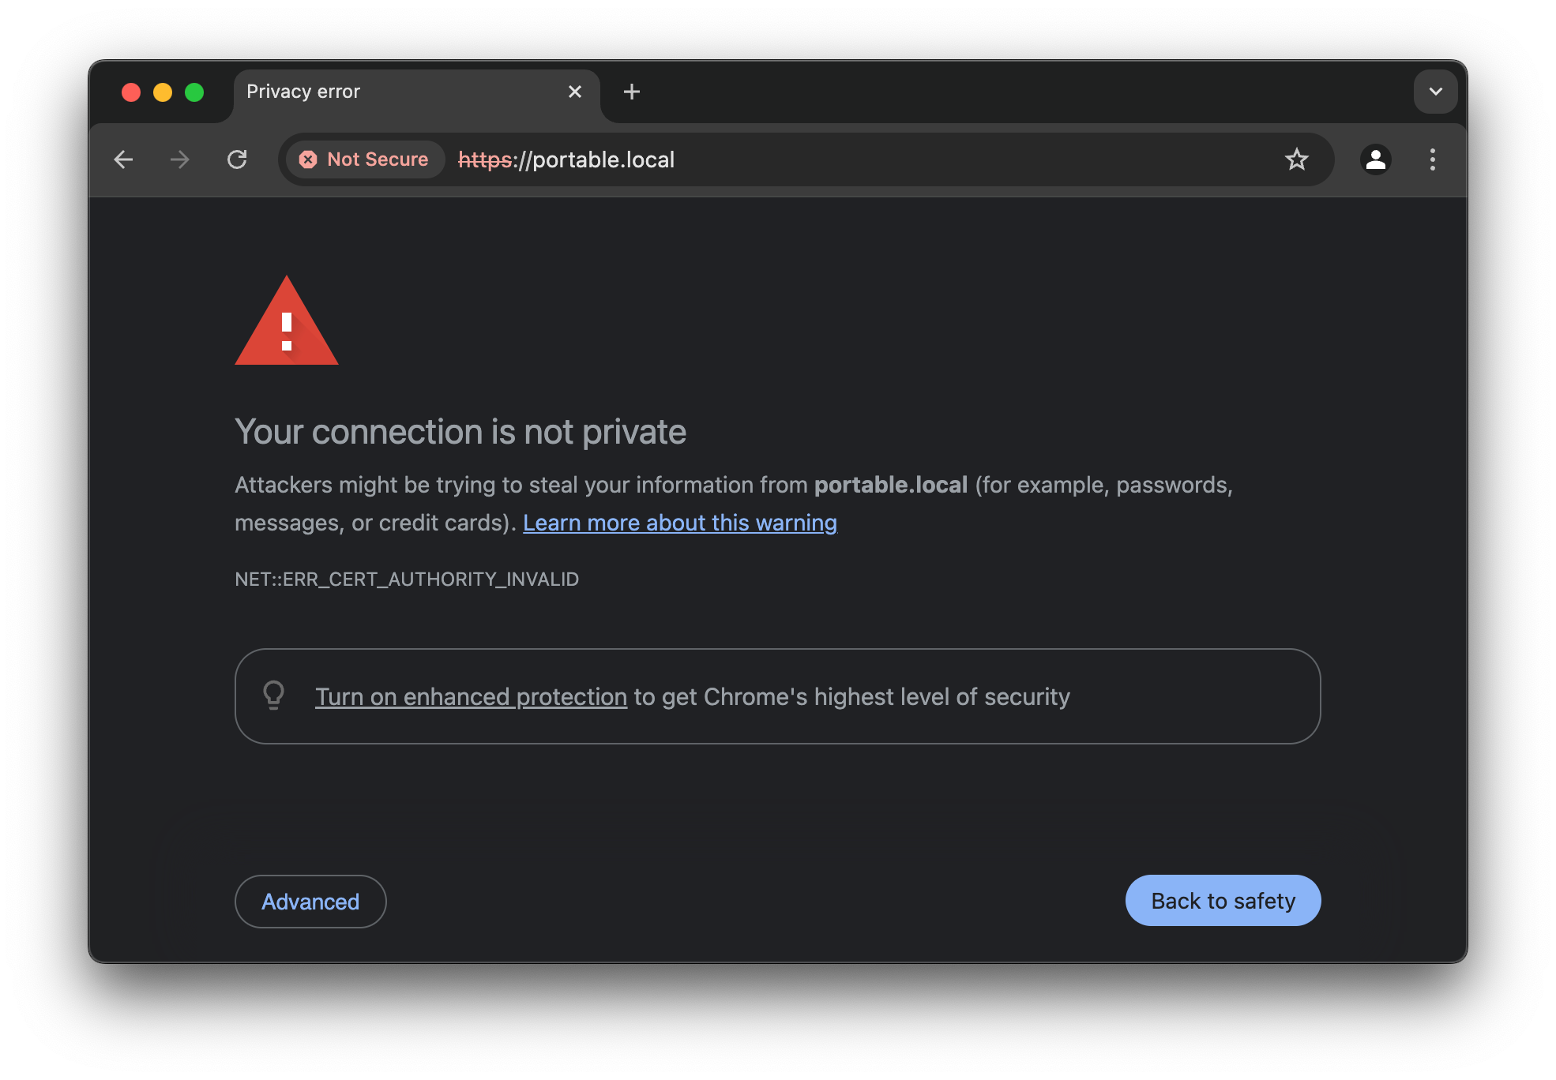 Privacy error
Not Secure https://portable.local
Your connection is not private
Attackers might be trying to steal your information from portable.local (for example, passwords,
messages, or credit cards). Learn more about this warning
NET::ERR_CERT_AUTHORITY_INVALID
Turn on enhanced protection to get Chrome's highest level of security
Advanced
Back to safety